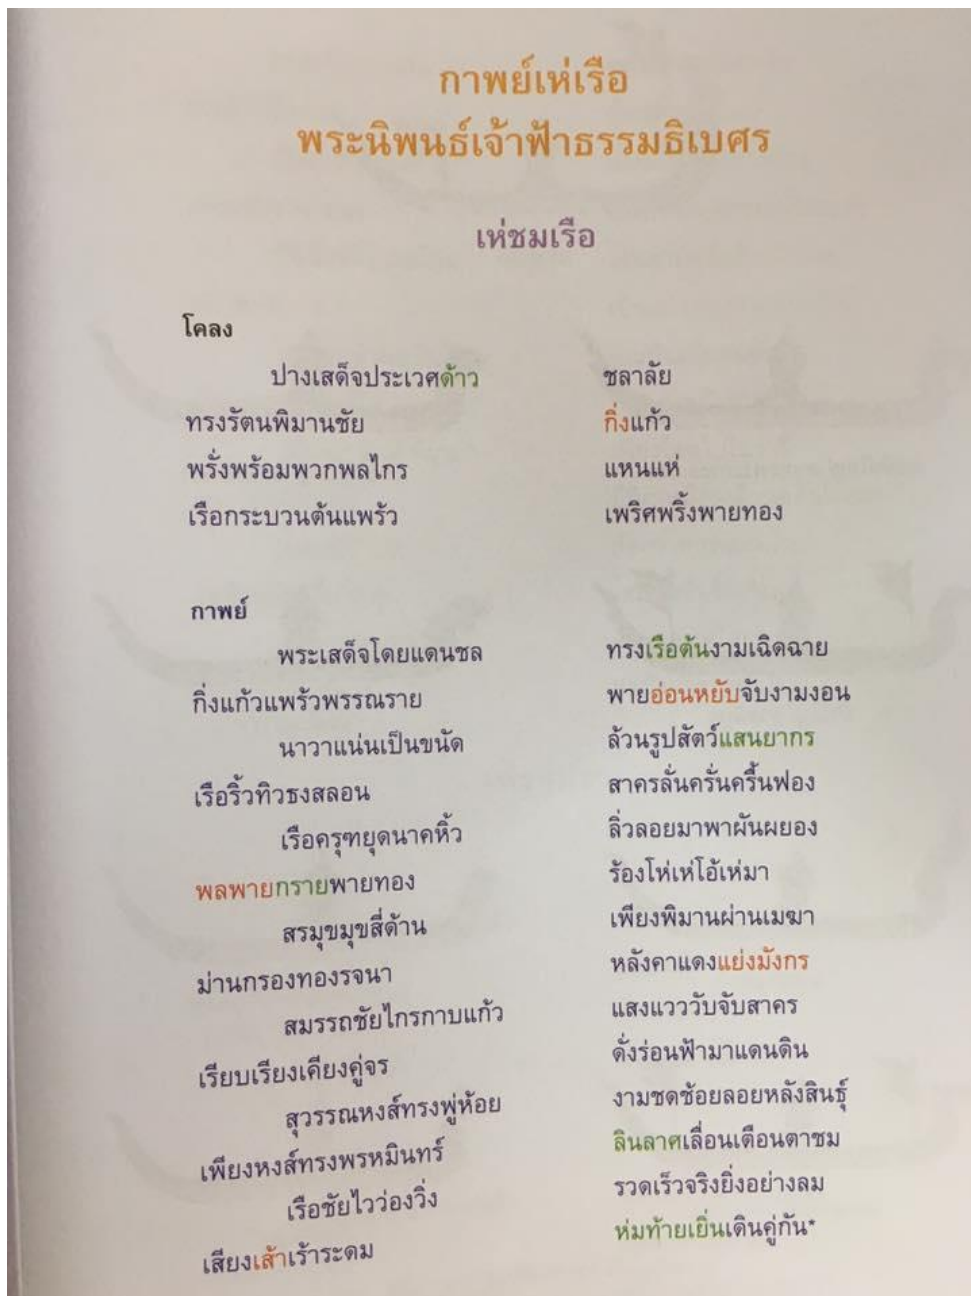 กาพย์เห่เรือ
พระนิพนธ์เจ้าฟ้าธรรมธิเบศร
เห่ชมเรือ
โคลง
ปางเสด็จประเวศด้าว ชลาลัย
ทรงรัตนพิมานชัย กิ่งแก้ว
พรั่งพร้อมพวกพลไกร แหนแห่
เรือกระบวนต้นแพร้ว เพริศพริ้งพายทอง
กาพย์
พระเสด็จโดยแดนชล ทรงเรือต้นงามเฉิดฉาย
กิ่งแก้วแพร้วพรรณราย พายอ่อนหยับจับงามงอน
นาวาแน่นเป็นขนัด ล้วนรูปสัตว์แสนยากร
เรือริ้วทิวธงสลอน สาครลั่นครั่นครื้นฟอง
เรือครุฑยุดนาคหิ้ว ลิ่วลอยมาพาผันผยอง
พลพายกรายพายทอง ร้องโห่เห่โอ้เห่มา
สรมุขมุขสี่ด้าน เพียงพิมานผ่านเมฆา
ม่านกรองทองรจนา หลังคาแดงแย่งมังกร
สมรรถชัยไกรกาบแก้ว แสงแวววับจับสาคร
เรียบเรียงเคียงคู่จร ดั่งร่อนฟ้ามาแดนดิน
สุวรรณหงส์ทรงพู่ห้อย งามชดช้อยลอยหลังสินธุ์
เพียงหงส์ทรงพรหมินทร์ ลินลาศเลื่อนเตือนตาชม
เรือชัยไวว่องวิ่ง รวดเร็วจริงยิ่งอย่างลม
เสียงเส้าเร้าระดม ห่มท้ายเยิ่นเดินคู่กัน*